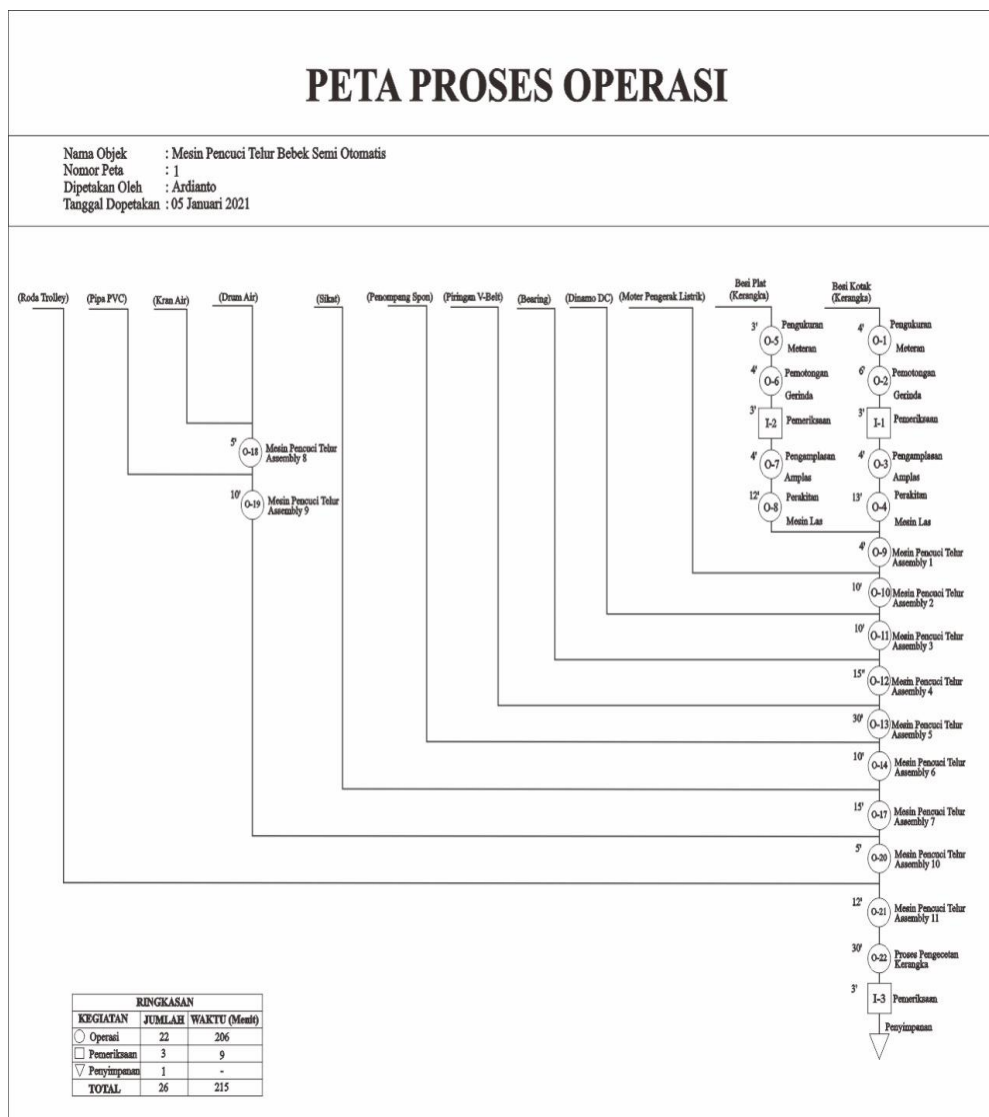 PETA PROSES OPERASI
Nama Objek : Mesin Pencuci Telur Bebek Semi Otomatis
Nomor Peta : 1
Dipetakan Oleh : Ardianto
Tanggal Dopetakan : 05 Januari 2021
(Roda Trolley) (Pipa PVC) (Kran Air) (Drum Air) (Sikat) (Penompang Spon) (Piringan V-Belt) (Bearing) (Dinamo DC) (Moter Pengerak Listrik)
Besi Plat
(Kerangka)
Besi Kotak
(Kerangka)
3' O-5 Pengukuran
Meteran
4' O-1 Pengukuran
Meteran
4' O-6 Pemotongan
Gerinda
6' O-2 Pemotongan
Gerinda
3' I-2 Pemeriksaan
3' I-1 Pemeriksaan
4' O-7 Pengamplasan
Amplas
4' O-3 Pengamplasan
Amplas
12' O-8 Perakitan
Mesin Las
13' O-4 Perakitan
Mesin Las
5' O-18 Mesin Pencuci Telur
Assembly 8
10' O-19 Mesin Pencuci Telur
Assembly 9
4' O-9 Mesin Pencuci Telur
Assembly 1
10' O-10 Mesin Pencuci Telur
Assembly 2
10' O-11 Mesin Pencuci Telur
Assembly 3
15" O-12 Mesin Pencuci Telur
Assembly 4
30' O-13 Mesin Pencuci Telur
Assembly 5
10' O-14 Mesin Pencuci Telur
Assembly 6
15' O-17 Mesin Pencuci Telur
Assembly 7
5' O-20 Mesin Pencuci Telur
Assembly 10
12' O-21 Mesin Pencuci Telur
Assembly 11
30' O-22 Proses Pengecetan
Kerangka
3' I-3 Pemeriksaan
Penyimpanan
RINGKASAN
KEGIATAN JUMLAH WAKTU (Menit)
Operasi 22 206
Pemeriksaan 3 9
Penyimpanan 1 -
TOTAL 26 215